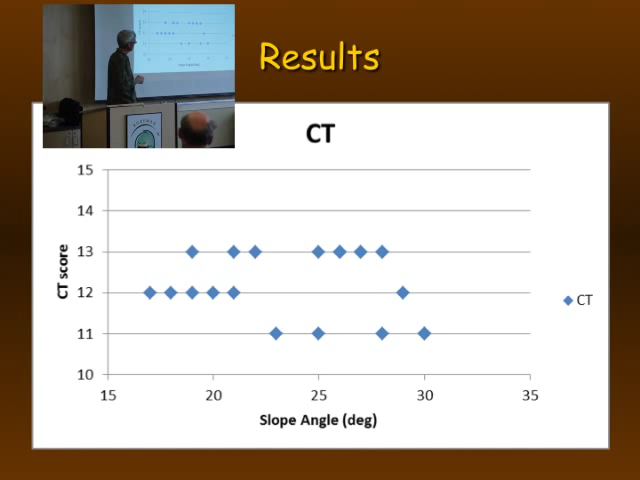 Results
CT
15
14
13
12
11
10
CT score
15 20 25 30 35
Slope Angle (deg)
CT